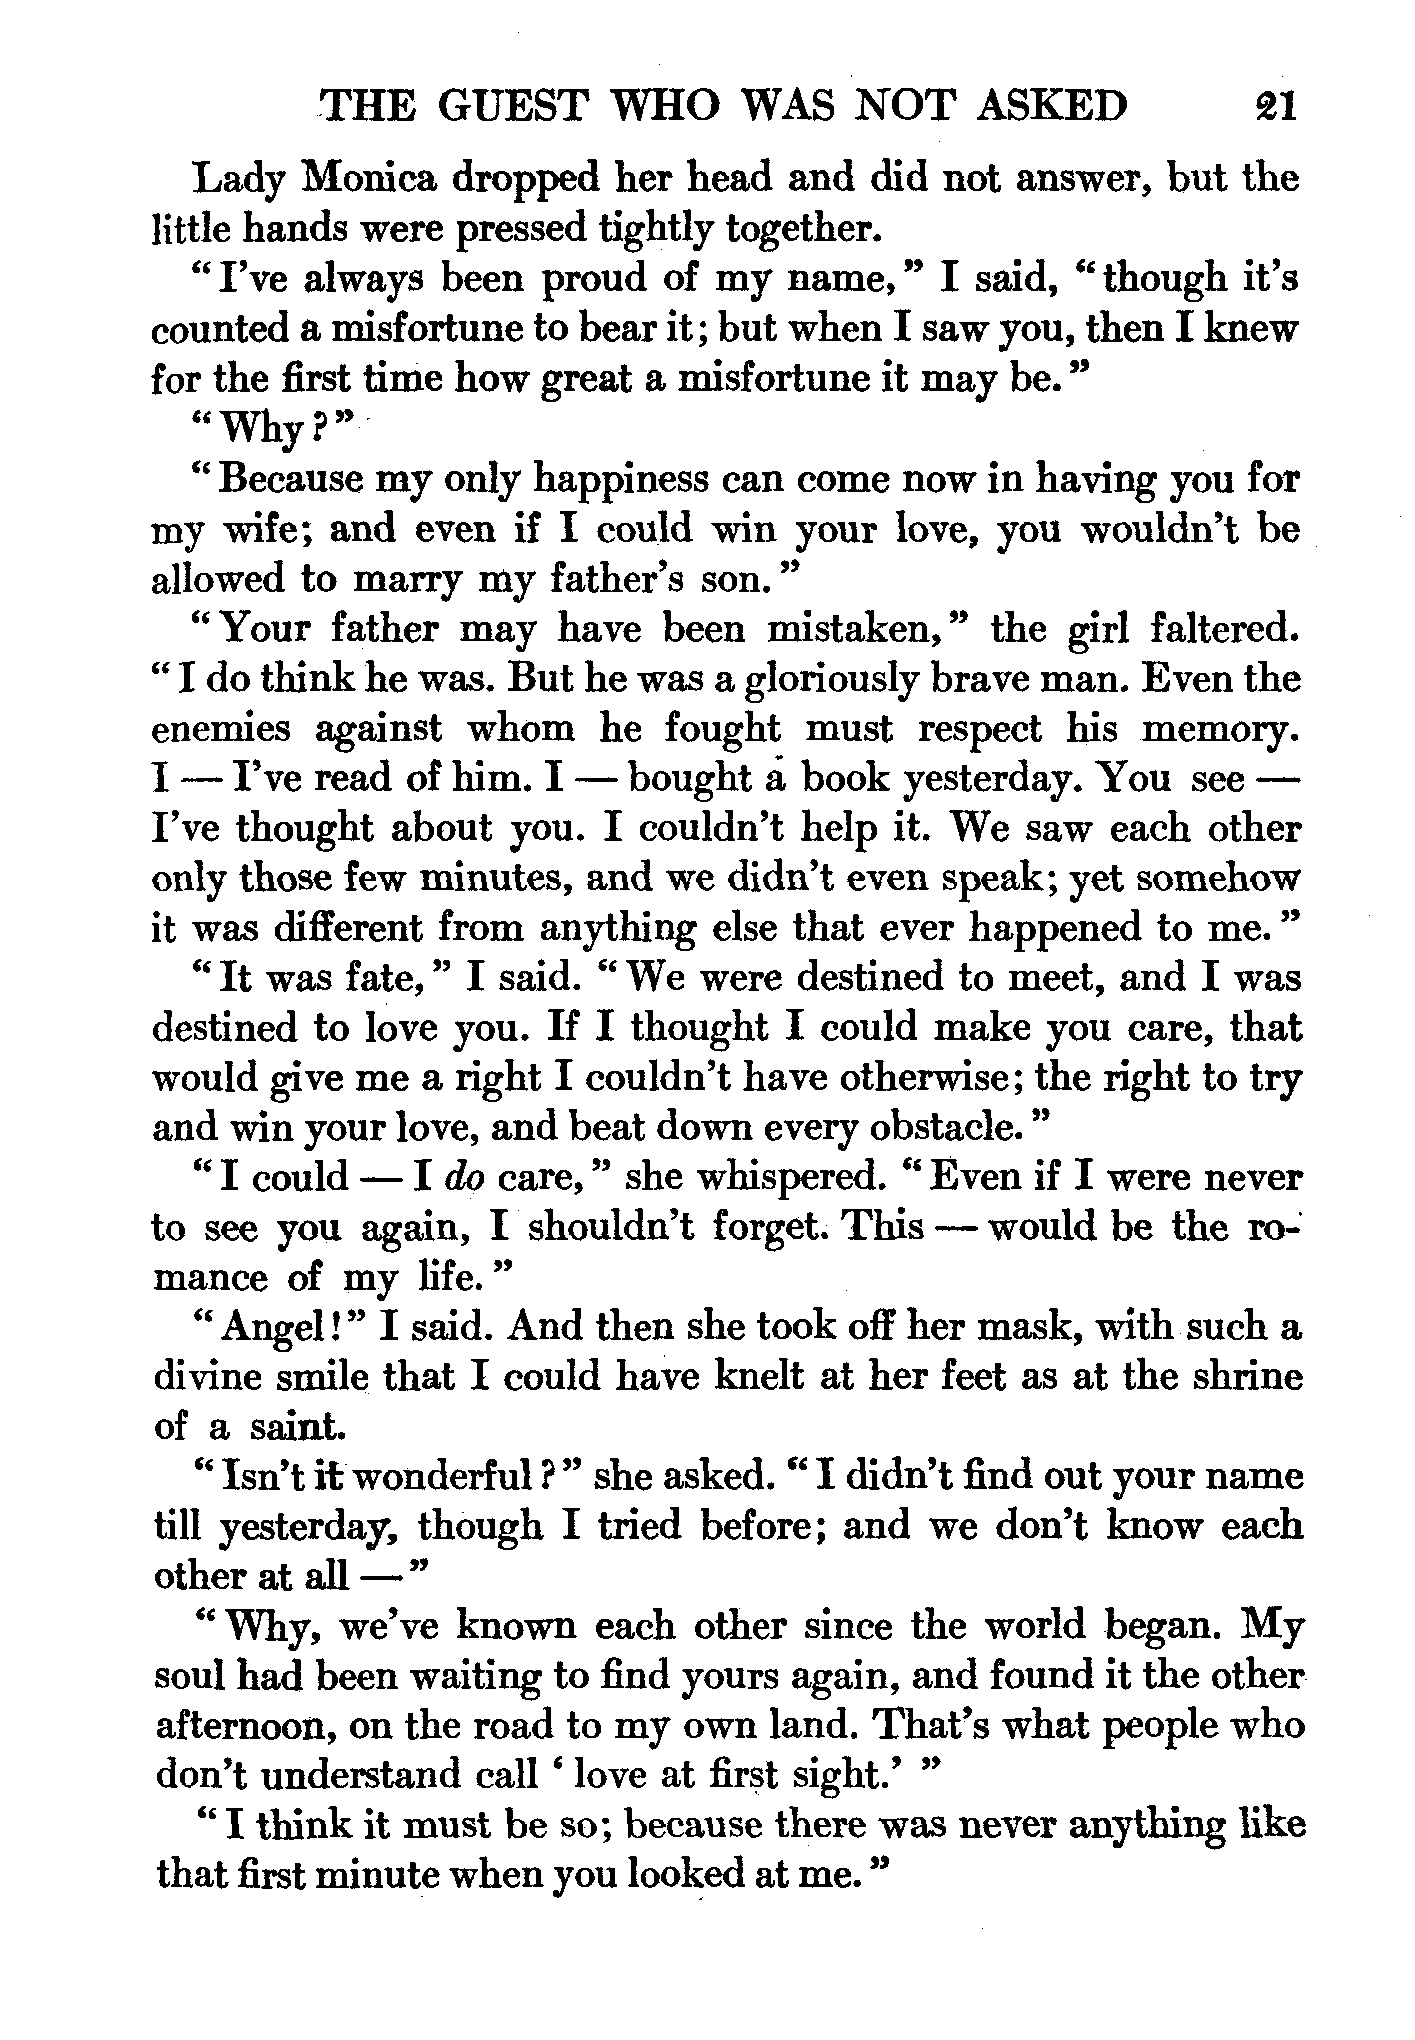 THE GUEST WHO WAS NOT ASKED 21
Lady Monica dropped her head and did not answer, but the
little hands were pressed tightly together.
“I’ve always been proud of my name,” I said, “though it’s
counted a misfortune to bear it; but when I saw you, then I knew
for the first time how great a misfortune it may be.”
“Why?”
“Because my only happiness can come now in having you for
my wife; and even if I could win your love, you wouldn’t be
allowed to marry my father’s son.”
“Your father may have been mistaken,” the girl faltered.
“I do think he was. But he was a gloriously brave man. Even the
enemies against whom he fought must respect his memory.
I — I’ve read of him. I — bought a book yesterday. You see —
I’ve thought about you. I couldn’t help it. We saw each other
only those few minutes, and we didn’t even speak; yet somehow
it was different from anything else that ever happened to me.”
“It was fate,” I said. “We were destined to meet, and I was
destined to love you. If I thought I could make you care, that
would give me a right I couldn’t have otherwise; the right to try
and win your love, and beat down every obstacle.”
“I could — I do care,” she whispered. “Even if I were never
to see you again, I shouldn’t forget. This — would be the ro-
mance of my life.”
“Angel!” I said. And then she took off her mask, with such a
divine smile that I could have knelt at her feet as at the shrine
of a saint.
“Isn’t it wonderful?” she asked. “I didn’t find out your name
till yesterday, though I tried before; and we don’t know each
other at all —”
“Why, we’ve known each other since the world began. My
soul had been waiting to find yours again, and found it the other
afternoon, on the road to my own land. That’s what people who
don’t understand call ‘love at first sight.’ ”
“I think it must be so; because there was never anything like
that first minute when you looked at me.”